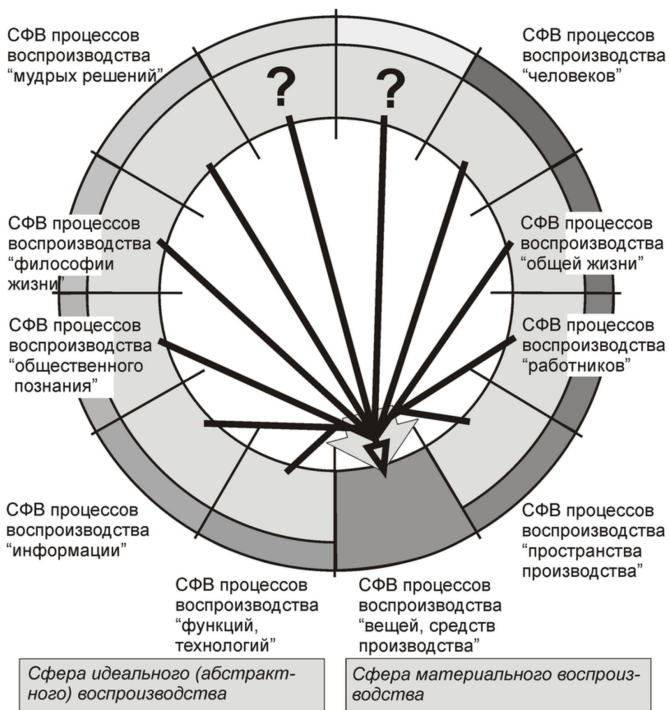 СФВ процессов
воспроизводства
“мудрых решений”
СФВ процессов
воспроизводства
“человеков”
? ?
СФВ процессов
воспроизводства
“философии
жизни”
СФВ процессов
воспроизводства
“общей жизни”
СФВ процессов
воспроизводства
“общественного
познания”
СФВ процессов
воспроизводства
“работников”
СФВ процессов
воспроизводства
“информации”
СФВ процессов
воспроизводства
“пространства
производства”
СФВ процессов
воспроизводства
“функций,
технологий”
СФВ процессов
воспроизводства
“вещей, средств
производства”
Сфера идеального (абстракт-
ного) воспроизводства
Сфера материального воспроиз-
водства